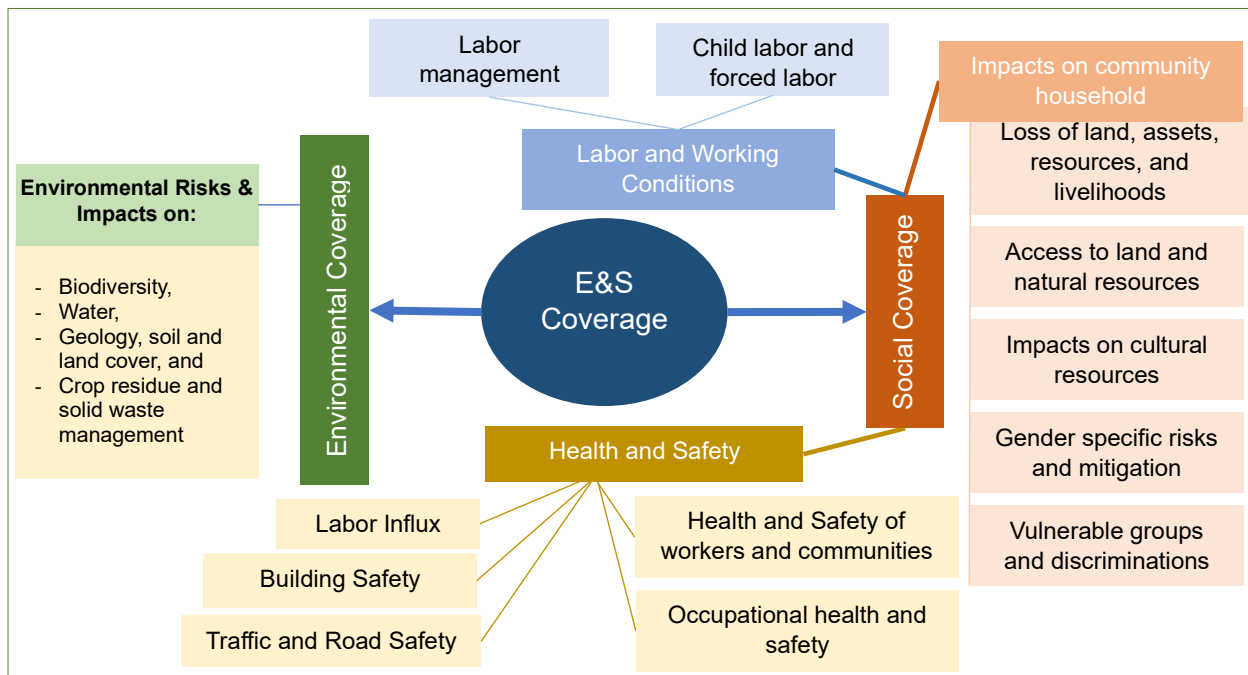 Labor
management
Child labor and
forced labor
Impacts on community
household
Labor and Working
Conditions
Loss of land, assets,
resources, and
livelihoods
Environmental Risks &
Impacts on:
- Biodiversity,
- Water,
- Geology, soil and
land cover, and
- Crop residue and
solid waste
management
Environmental Coverage
E&S
Coverage
Social Coverage
Access to land and
natural resources
Impacts on cultural
resources
Gender specific risks
and mitigation
Vulnerable groups
and discriminations
Health and Safety
Labor Influx
Building Safety
Traffic and Road Safety
Health and Safety of
workers and communities
Occupational health and
safety